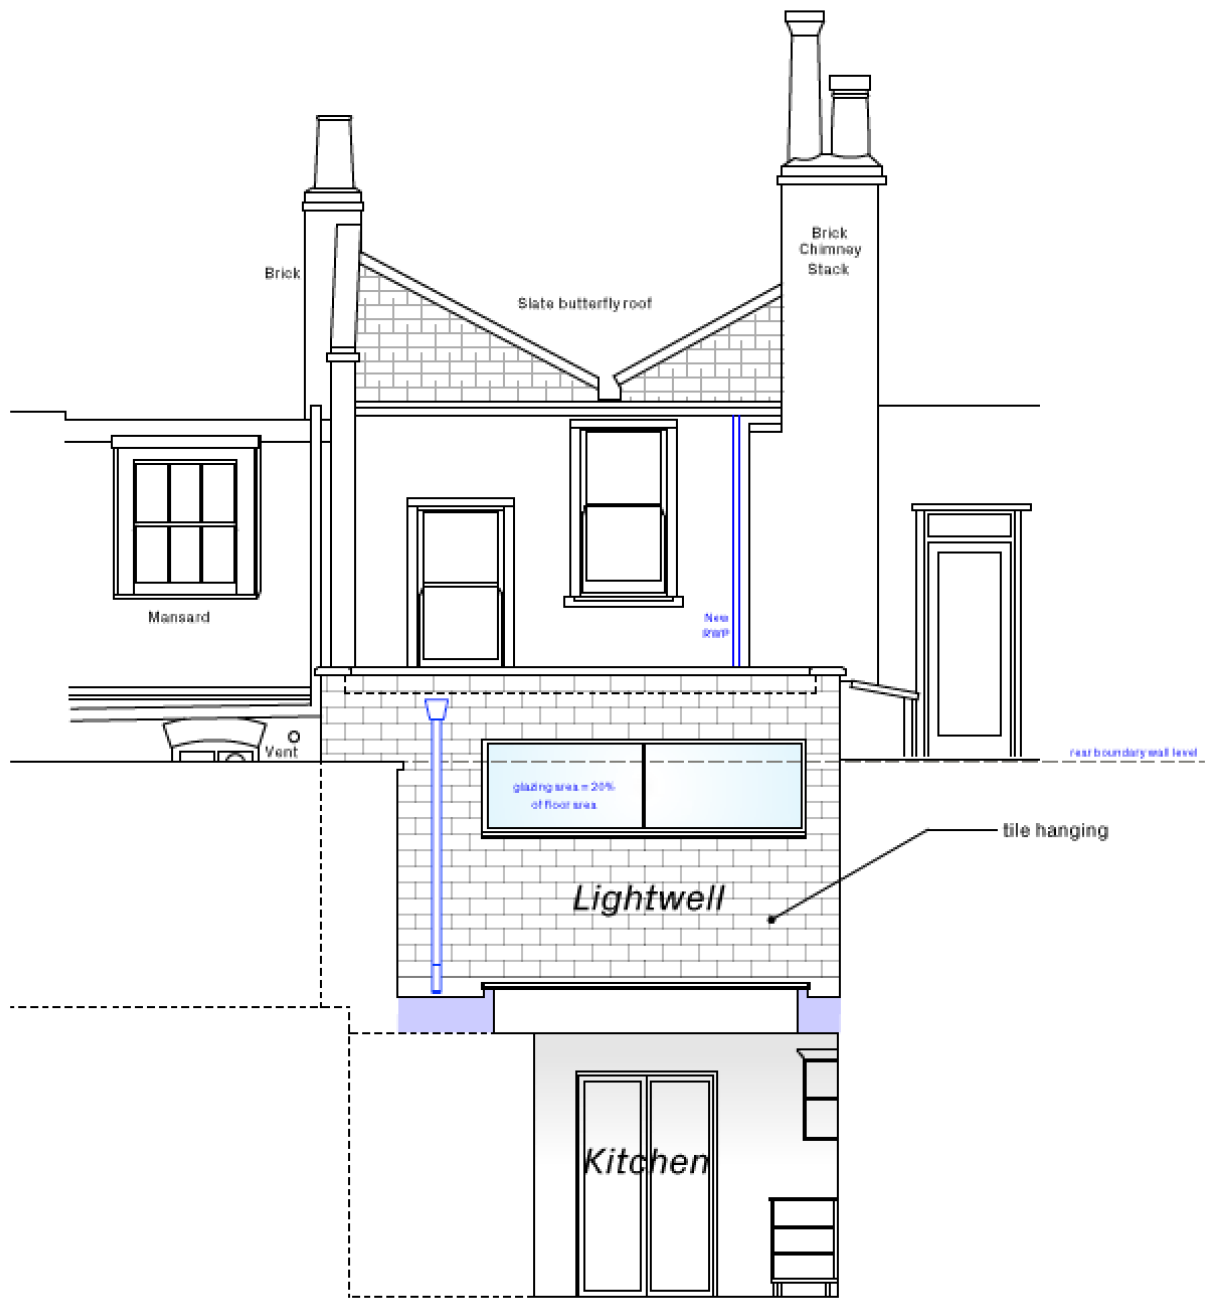 Brick
Chimney
Stack
Brick
Slate butterfly roof
Mansard
New
RWP
Vent
rear boundary wall level
glazing area = 20%
of floor area
tile hanging
Lightwell
Kitchen